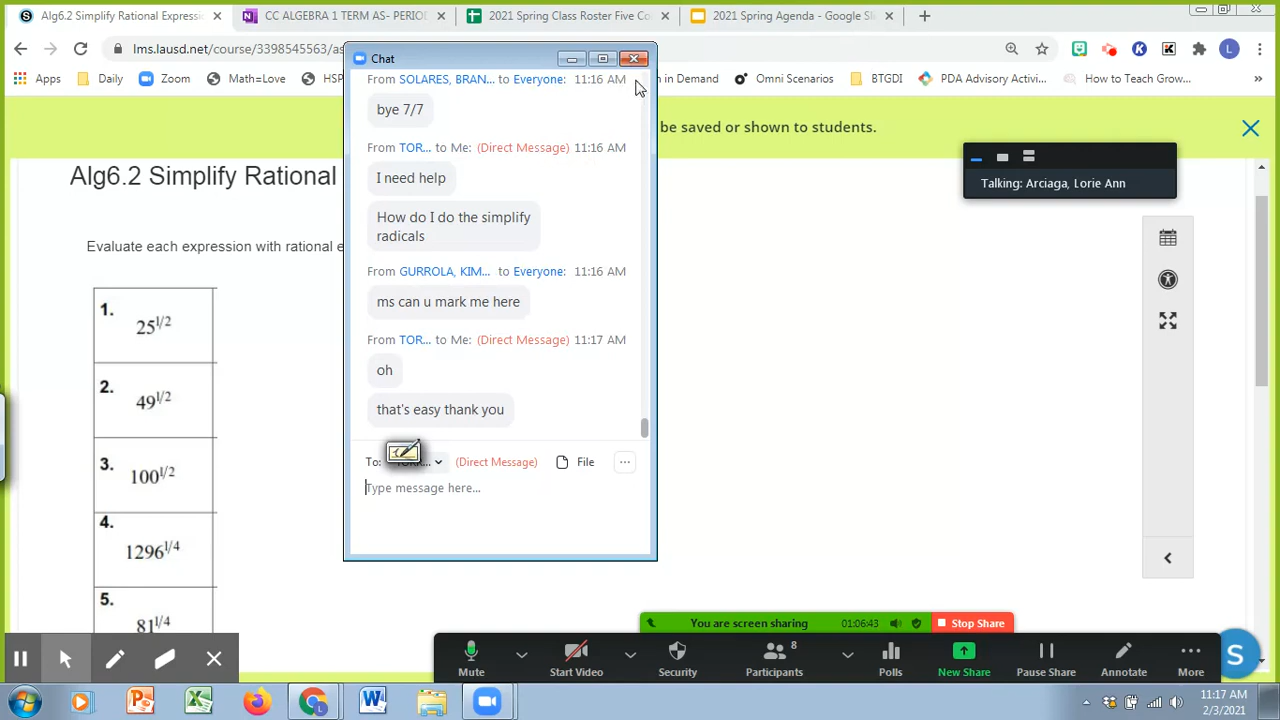 Alg6.2 Simplify Rational Expressi
CC ALGEBRA 1 TERM AS- PERIOD
2021 Spring Class Roster Five Co
2021 Spring Agenda - Google Sli
lms.lausd.net/course/3398545563/as
Apps
Daily
Zoom
Math=Love
in Demand
Omni Scenarios
BTGDI
PDA Advisory Activi...
How to Teach Grow...
be saved or shown to students.
Alg6.2 Simplify Rational
Evaluate each expression with rational e
1.
25^1/2
2.
49^1/2
3.
100^1/2
4.
1296^1/4
5.
81^1/4
Chat
From SOLARES, BRAN... to Everyone: 11:16 AM
bye 7/7
From TOR... to Me: (Direct Message) 11:16 AM
I need help
How do I do the simplify
radicals
From GURROLA, KIM... to Everyone: 11:16 AM
ms can u mark me here
From TOR... to Me: (Direct Message) 11:17 AM
oh
that's easy thank you
To: (Direct Message) File
Type message here...
Talking: Arciaga, Lorie Ann
You are screen sharing
01:06:43
Stop Share
Mute
Start Video
Security
8
Participants
Polls
New Share
Pause Share
Annotate
More
11:17 AM
2/3/2021